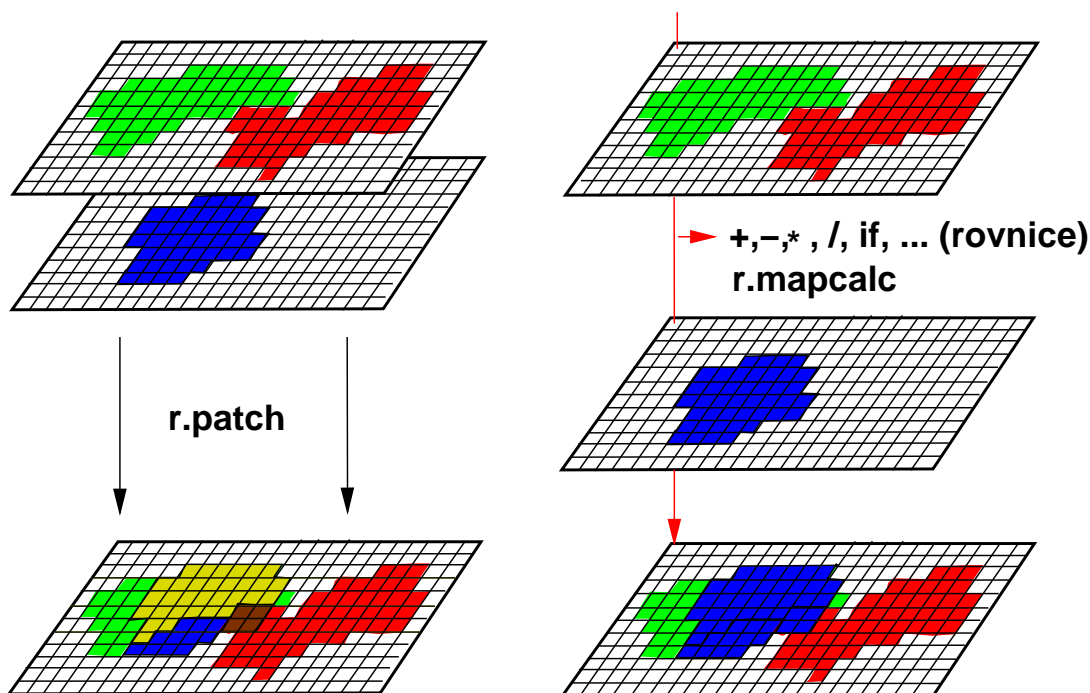 +,−,* , /, if, ... (rovnice)
r.mapcalc
r.patch